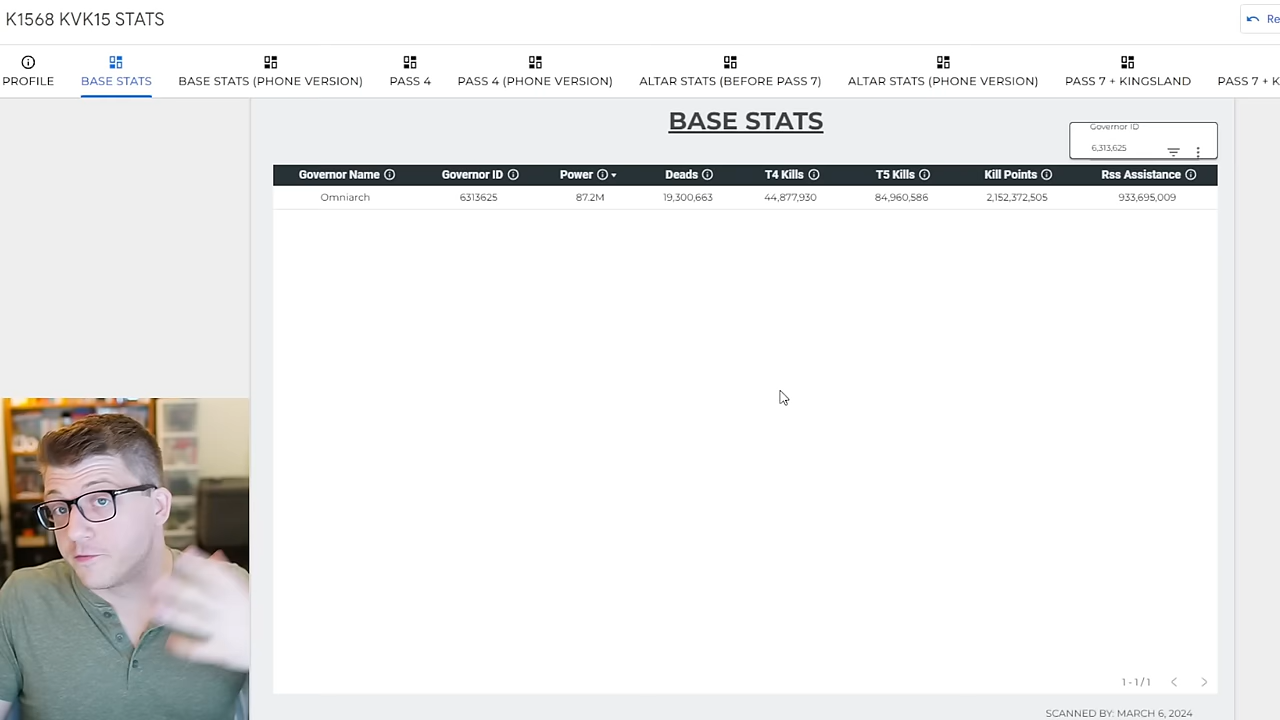 K1568 KVK15 STATS
Re
PROFILE
BASE STATS
BASE STATS (PHONE VERSION)
PASS 4
PASS 4 (PHONE VERSION)
ALTAR STATS (BEFORE PASS 7)
ALTAR STATS (PHONE VERSION)
PASS 7 + KINGSLAND
PASS 7 + K
BASE STATS
Governor ID
6,313,625
Governor Name Governor ID Power Deads T4 Kills T5 Kills Kill Points Rss Assistance
Omniarch 6313625 87.2M 19,300,663 44,877,930 84,960,586 2,152,372,505 933,695,009
1 - 1 / 1
SCANNED BY: MARCH 6, 2024